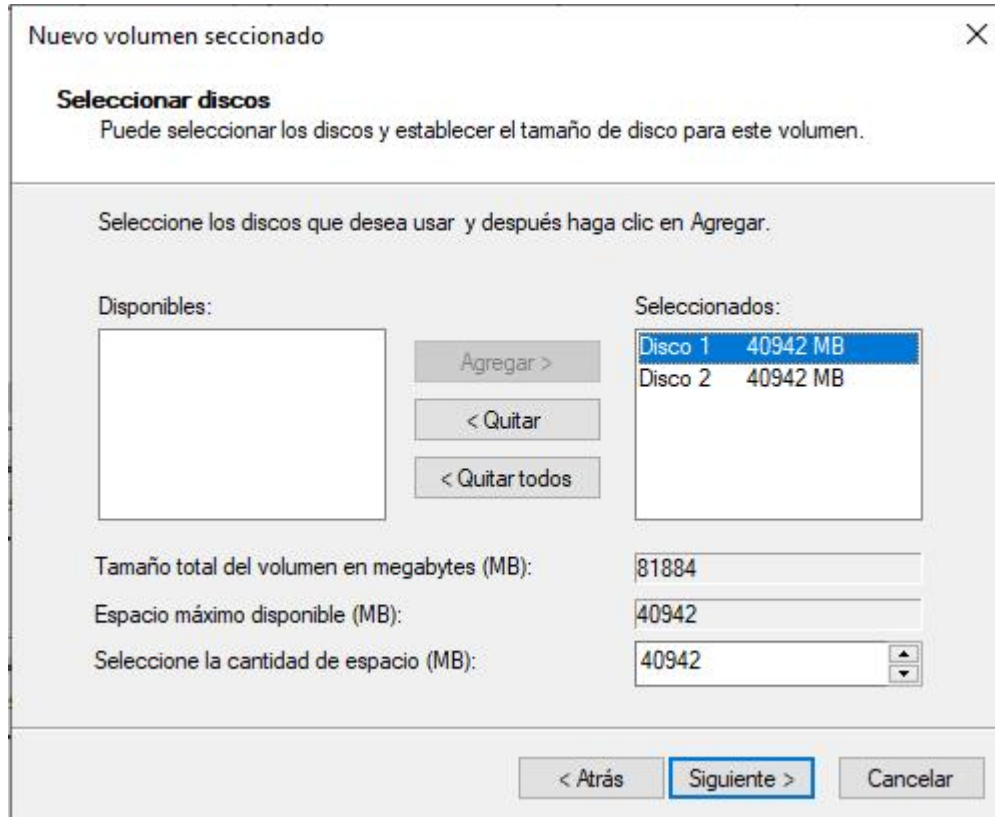 Nuevo volumen seccionado
Seleccionar discos
Puede seleccionar los discos y establecer el tamaño de disco para este volumen.
Seleccione los discos que desea usar y después haga clic en Agregar.
Disponibles:
Seleccionados:
Agregar >
< Quitar
< Quitar todos
Disco 1 40942 MB
Disco 2 40942 MB
Tamaño total del volumen en megabytes (MB): 81884
Espacio máximo disponible (MB): 40942
Seleccione la cantidad de espacio (MB): 40942
< Atrás Siguiente > Cancelar